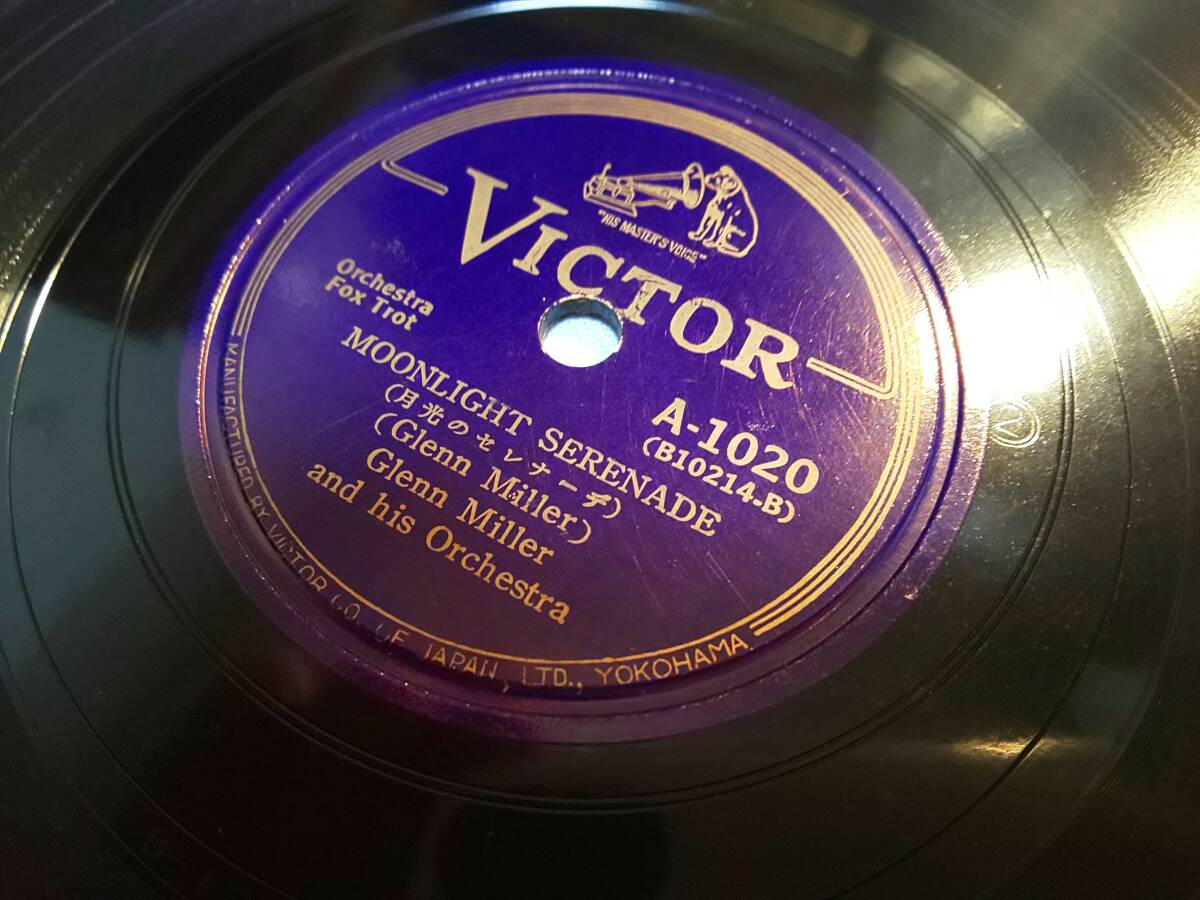 "HIS MASTER'S VOICE"
VICTOR
Orchestra
Fox Trot
A-1020
(B10214-B)
MOONLIGHT SERENADE
(月光のセレナーデ)
(Glenn Miller)
Glenn Miller
and his Orchestra
MANUFACTURED BY VICTOR CO. OF JAPAN, LTD., YOKOHAMA
V